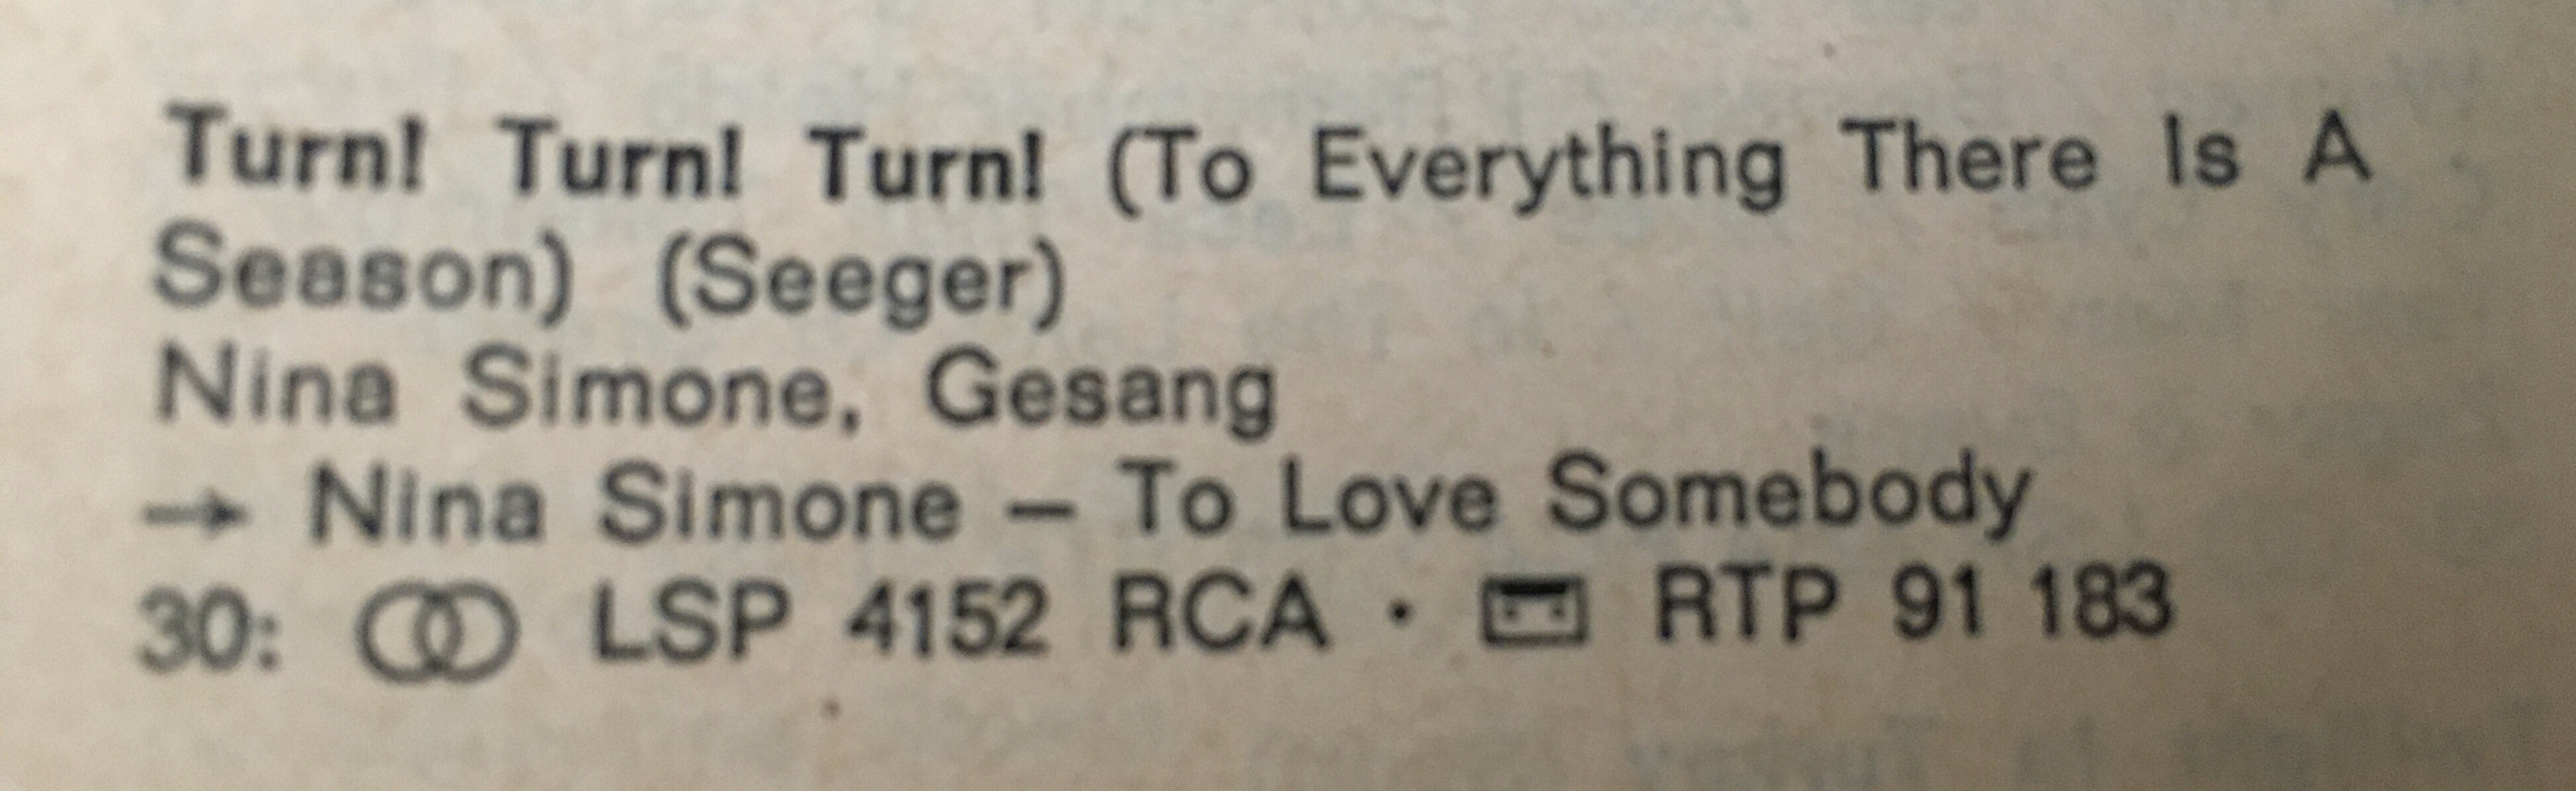 Turn! Turn! Turn! (To Everything There Is A
Season) (Seeger)
Nina Simone, Gesang
→ Nina Simone – To Love Somebody
30: LSP 4152 RCA · RTP 91 183